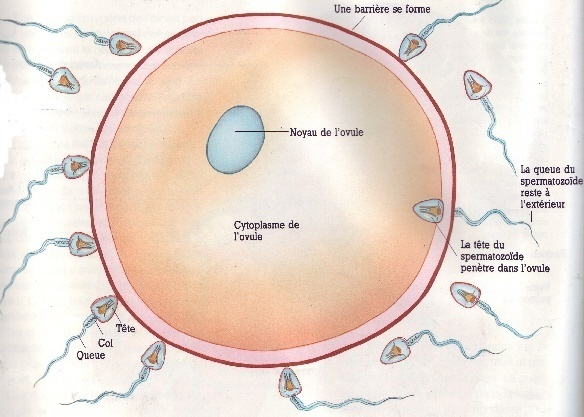 Une barrière se forme
Noyau de l'ovule
La queue du
spermatozoïde
reste à
l'extérieur
Cytoplasme de
l'ovule
La tête du
spermatozoïde
penètre dans l'ovule
Tête
Col
Queue